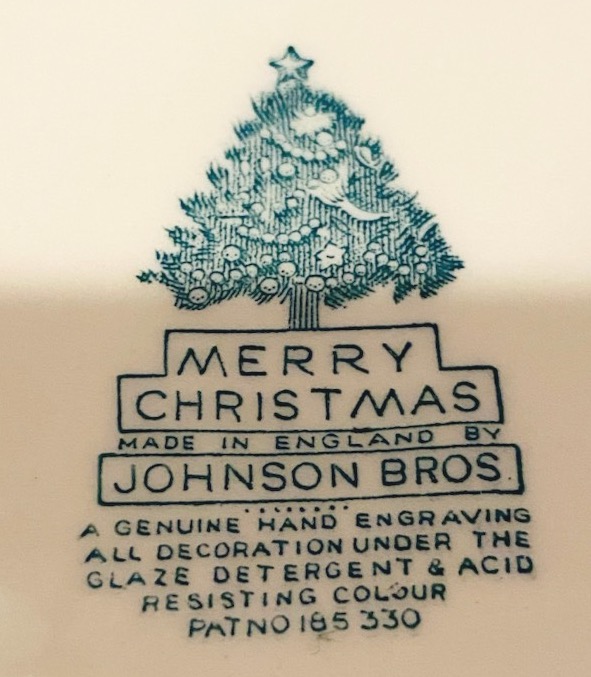 MERRY
CHRISTMAS
MADE IN ENGLAND BY
JOHNSON BROS.
A GENUINE HAND ENGRAVING
ALL DECORATION UNDER THE
GLAZE DETERGENT & ACID
RESISTING COLOUR
PAT NO 185 330